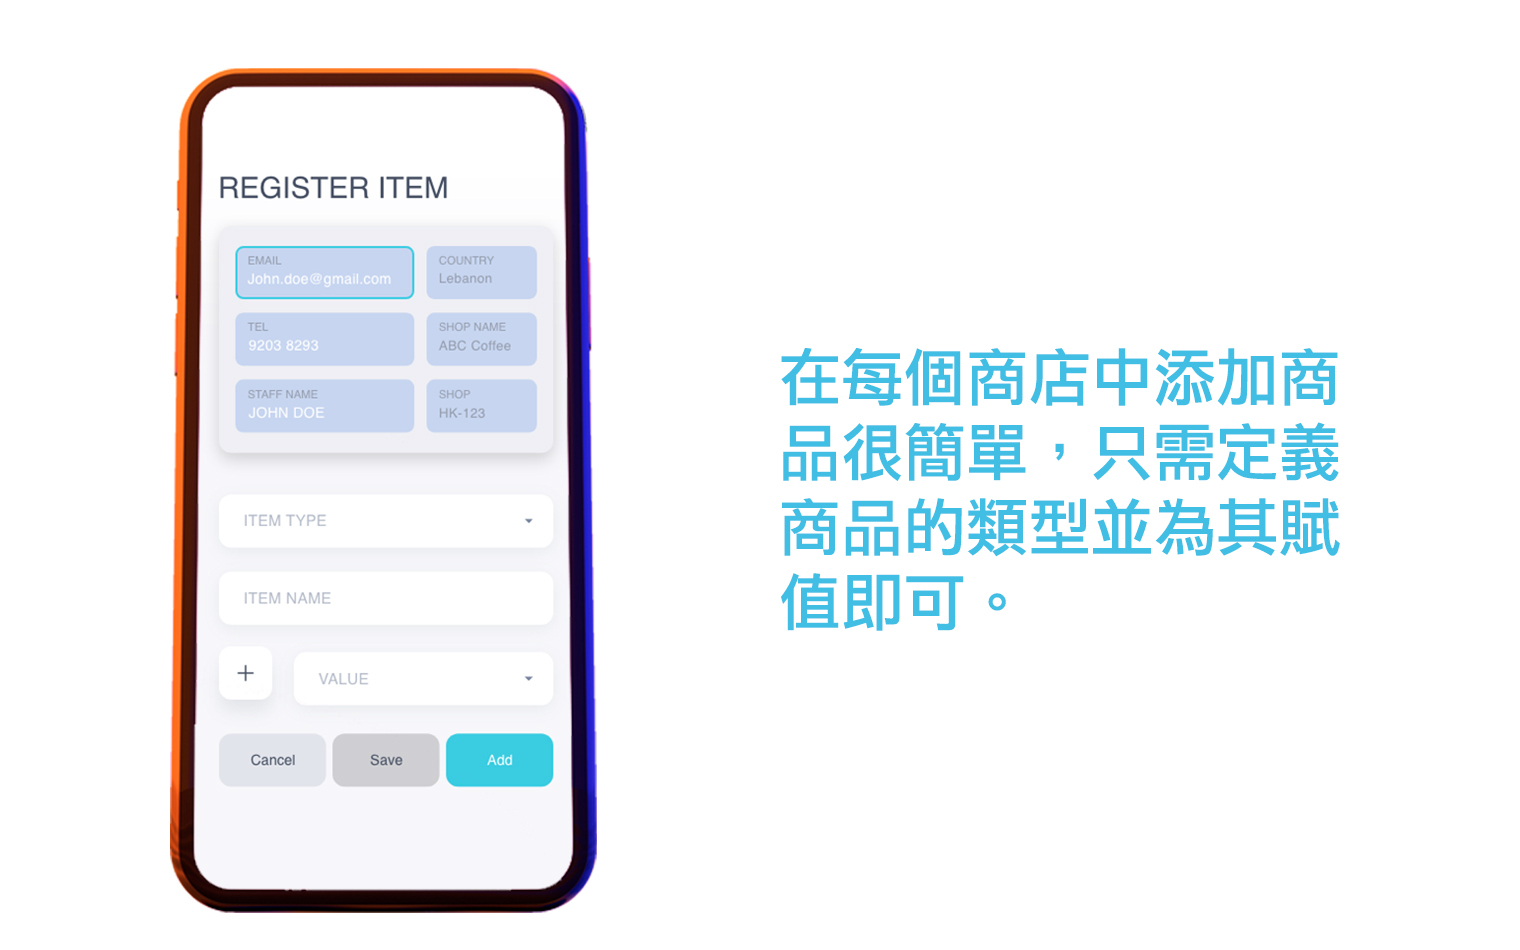 REGISTER ITEM
EMAIL
John.doe@gmail.com
COUNTRY
Lebanon
TEL
9203 8293
SHOP NAME
ABC Coffee
STAFF NAME
JOHN DOE
SHOP
HK-123
ITEM TYPE
ITEM NAME
+
VALUE
Cancel
Save
Add
在每個商店中添加商
品很簡單，只需定義
商品的類型並為其賦
值即可。